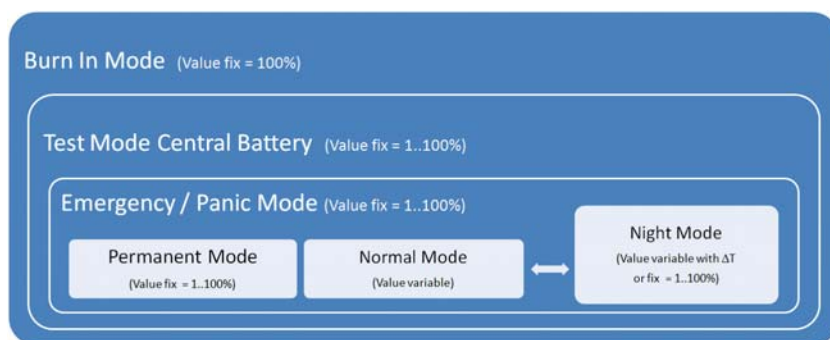 Burn In Mode (Value fix = 100%)
Test Mode Central Battery (Value fix = 1..100%)
Emergency / Panic Mode (Value fix = 1..100%)
Permanent Mode
(Value fix = 1..100%)
Normal Mode
(Value variable)
Night Mode
(Value variable with ΔT
or fix = 1..100%)